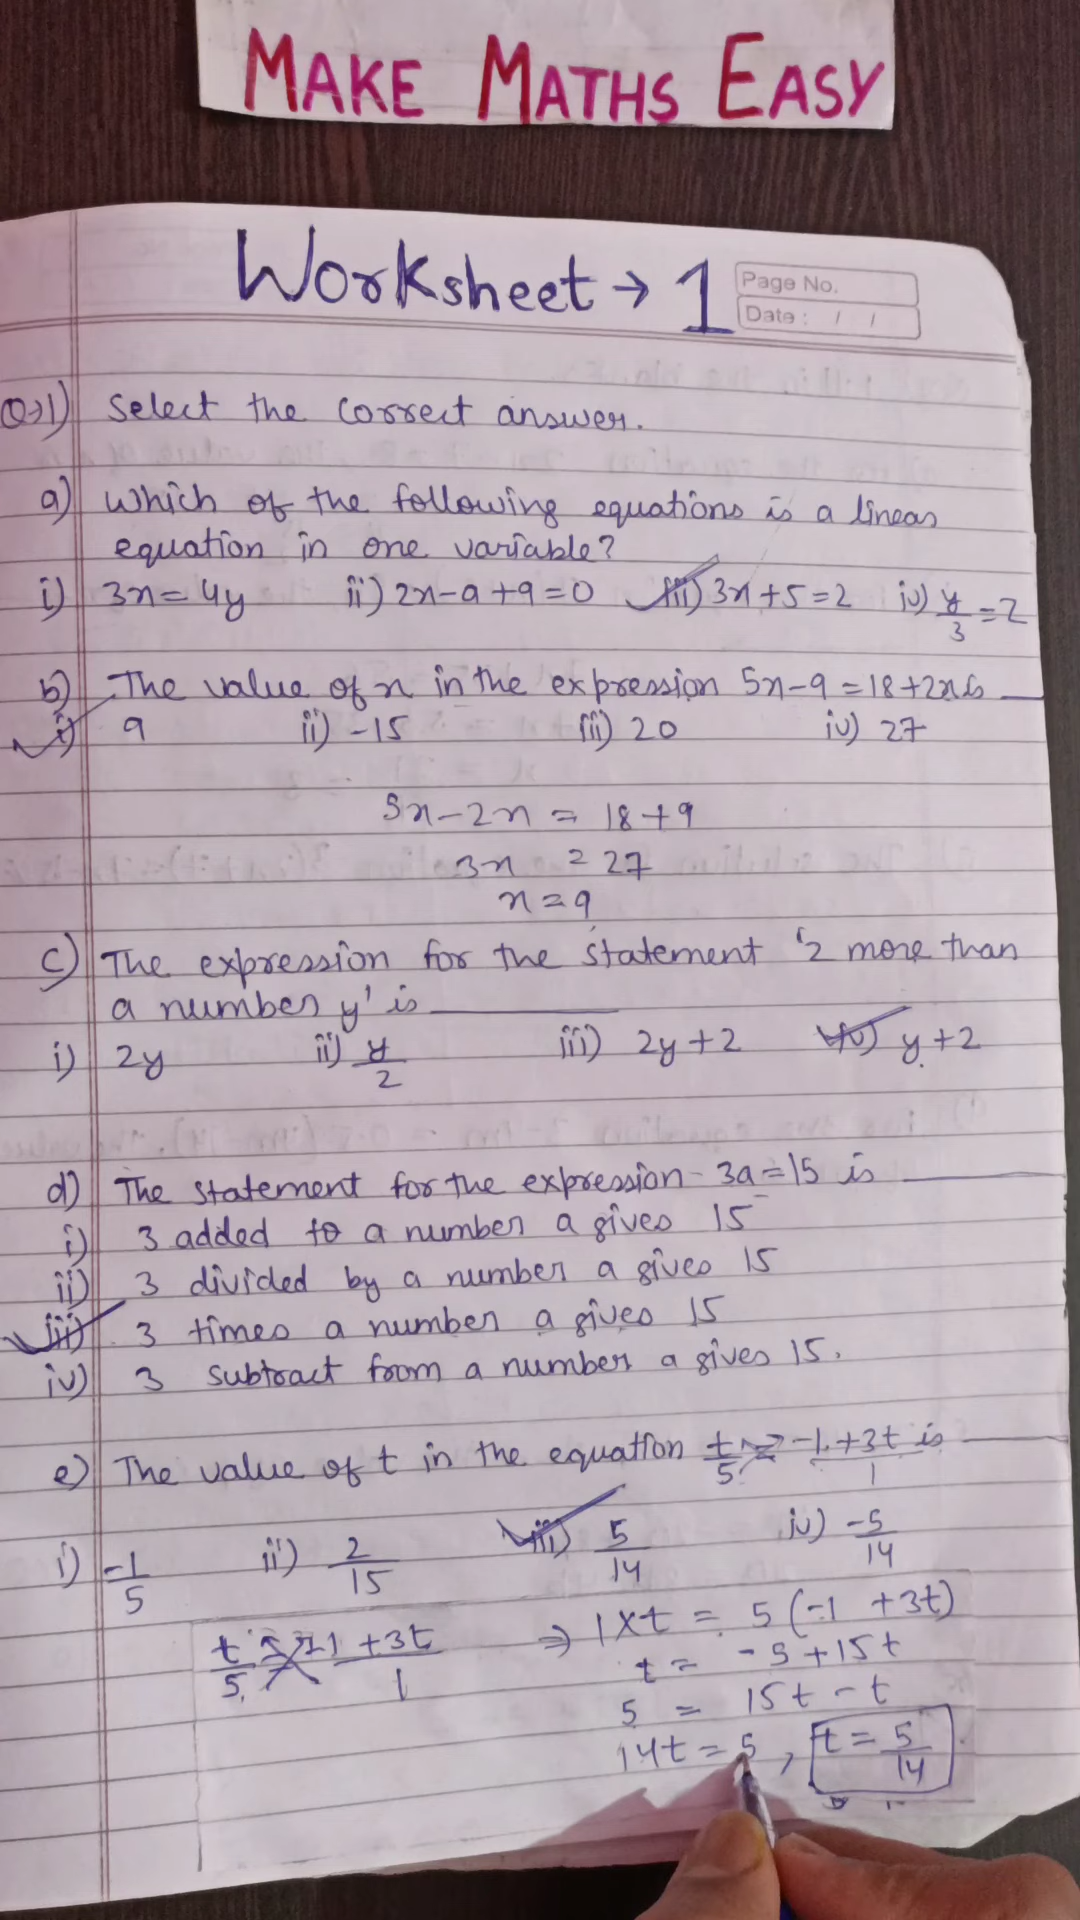 MAKE MATHS EASY
Worksheet → 1
Page No.
Date : / /
Q→1) Select the correct answer.
a) Which of the following equations is a linear
equation in one variable?
i) 3x = 4y ii) 2x-a+9=0 iii) 3x+5=2 iv) y/3 = 2
b) The value of x in the expression 5x-9=18+2x is
i) 9 ii) -15 iii) 20 iv) 27
5x-2x = 18+9
3x = 27
x = 9
c) The expression for the statement '2 more than
a number y' is
i) 2y ii) y/2 iii) 2y+2 iv) y+2
d) The statement for the expression 3a=15 is
i) 3 added to a number a gives 15
ii) 3 divided by a number a gives 15
iii) 3 times a number a gives 15
iv) 3 subtract from a number a gives 15.
e) The value of t in the equation t/5 = -1+3t/1 is
i) -1/5 ii) 2/15 iii) 5/14 iv) -5/14
t/5 = -1+3t/1 ⇒ 1×t = 5(-1+3t)
t = -5+15t
5 = 15t-t
14t = 5, t = 5/14